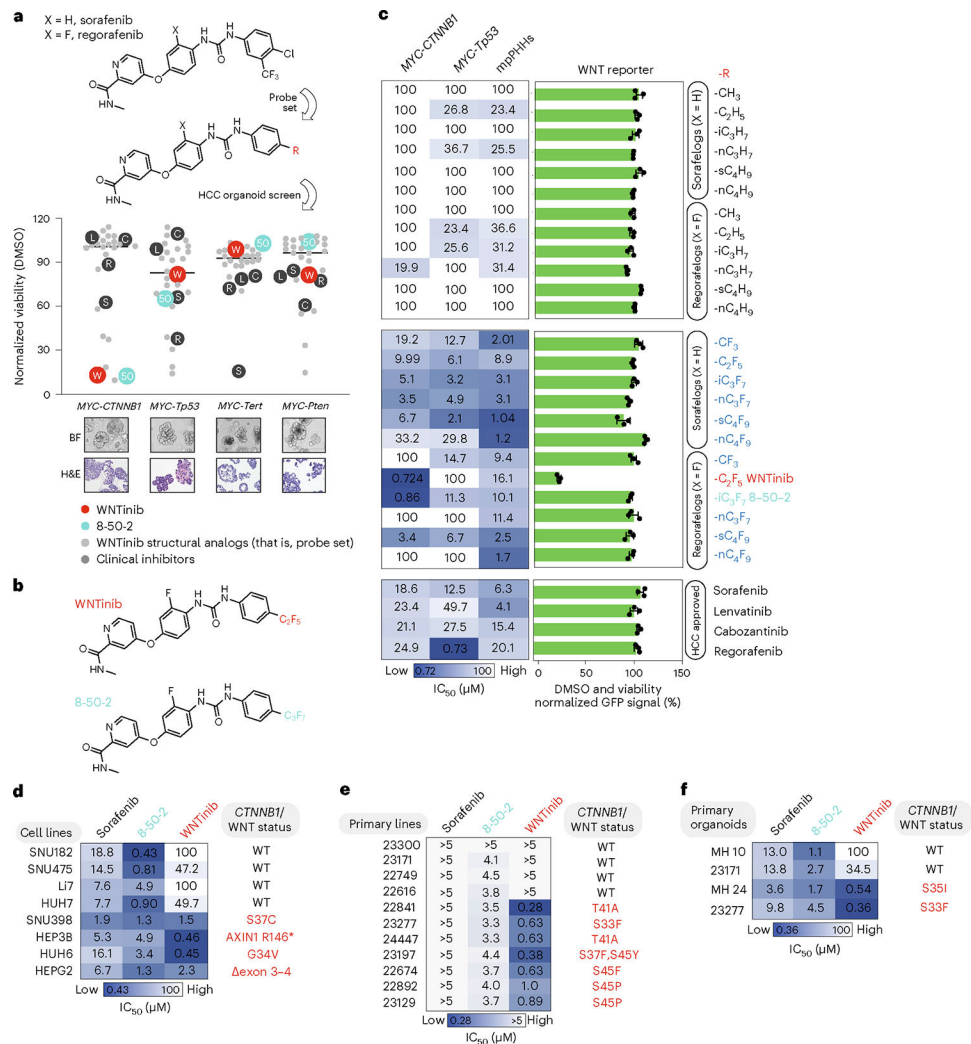 a
X = H, sorafenib
X = F, regorafenib
X
H
N
H
N
Cl
CF3
O
O
N
O
HN
Probe
set
X
H
N
H
N
R
O
O
N
O
HN
HCC organoid screen
Normalized viability (DMSO)
120
90
60
30
0
L C R S W 50
L C W 50 S R
W 50 R L C S
50 L S W R C
MYC-CTNNB1 MYC-Tp53 MYC-Tert MYC-Pten
BF
H&E
WNTinib
8-50-2
WNTinib structural analogs (that is, probe set)
Clinical inhibitors
b
WNTinib
F
H
N
H
N
C2F5
O
O
N
O
HN
8-50-2
F
H
N
H
N
C3F7
O
O
N
O
HN
c
MYC-CTNNB1 MYC-Tp53 mpPHHs
WNT reporter
-R
100 100 100 -CH3
100 26.8 23.4 -C2H5
100 100 100 -iC3H7
100 36.7 25.5 -nC3H7
100 100 100 -sC4H9
100 100 100 -nC4H9
Sorafelogs (X = H)
100 100 100 -CH3
100 23.4 36.6 -C2H5
100 25.6 31.2 -iC3H7
19.9 100 31.4 -nC3H7
100 100 100 -sC4H9
100 100 100 -nC4H9
Regorafelogs (X = F)
19.2 12.7 2.01 -CF3
9.99 6.1 8.9 -C2F5
5.1 3.2 3.1 -iC3F7
3.5 4.9 3.1 -nC3F7
6.7 2.1 1.04 -sC4F9
33.2 29.8 1.2 -nC4F9
Sorafelogs (X = H)
100 14.7 9.4 -CF3
0.724 100 16.1 -C2F5 WNTinib
0.86 11.3 10.1 -iC3F7 8-50-2
100 100 11.4 -nC3F7
3.4 6.7 2.5 -sC4F9
100 100 1.7 -nC4F9
Regorafelogs (X = F)
18.6 12.5 6.3 Sorafenib
23.4 49.7 4.1 Lenvatinib
21.1 27.5 15.4 Cabozantinib
24.9 0.73 20.1 Regorafenib
HCC approved
Low 0.72 100 High
IC50 (μM)
0 50 100 150
DMSO and viability
normalized GFP signal (%)
d
Cell lines Sorafenib 8-50-2 WNTinib CTNNB1/
WNT status
SNU182 18.8 0.43 100 WT
SNU475 14.5 0.81 47.2 WT
Li7 7.6 4.9 100 WT
HUH7 7.7 0.90 49.7 WT
SNU398 1.9 1.3 1.5 S37C
HEP3B 5.3 4.9 0.46 AXIN1 R146*
HUH6 16.1 3.4 0.45 G34V
HEPG2 6.7 1.3 2.3 Δexon 3–4
Low 0.43 100 High
IC50 (μM)
e
Primary lines Sorafenib 8-50-2 WNTinib CTNNB1/
WNT status
23300 >5 >5 >5 WT
23171 >5 4.1 >5 WT
22749 >5 4.5 >5 WT
22616 >5 3.8 >5 WT
22841 >5 3.5 0.28 T41A
23277 >5 3.3 0.63 S33F
24447 >5 3.3 0.63 T41A
23197 >5 4.4 0.38 S37F,S45Y
22674 >5 3.7 0.63 S45F
22892 >5 4.0 1.0 S45P
23129 >5 3.7 0.89 S45P
Low 0.28 >5 High
IC50 (μM)
f
Primary
organoids Sorafenib 8-50-2 WNTinib CTNNB1/
WNT status
MH 10 13.0 1.1 100 WT
23171 13.8 2.7 34.5 WT
MH 24 3.6 1.7 0.54 S35I
23277 9.8 4.5 0.36 S33F
Low 0.36 100 High
IC50 (μM)